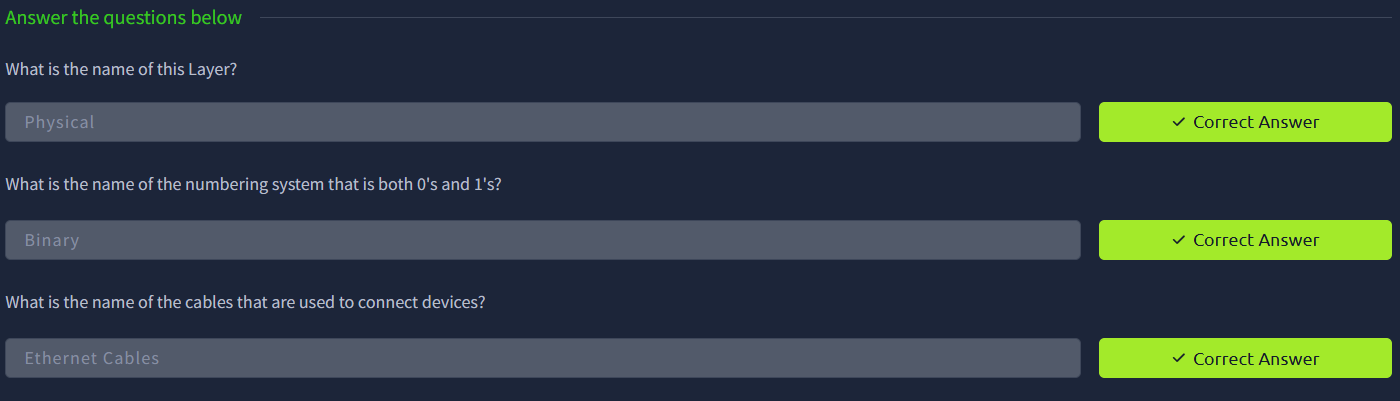 Answer the questions below
What is the name of this Layer?
Physical
✓ Correct Answer
What is the name of the numbering system that is both 0's and 1's?
Binary
✓ Correct Answer
What is the name of the cables that are used to connect devices?
Ethernet Cables
✓ Correct Answer